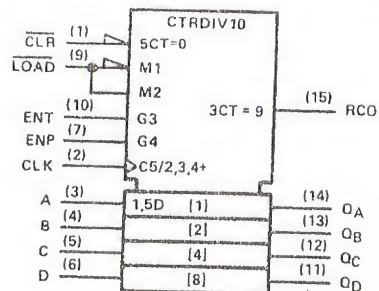 CTRDIV10
CLR (1) 5CT=0
LOAD (9) M1
M2
ENT (10) G3 3CT = 9 (15) RCO
ENP (7) G4
CLK (2) C5/2,3,4+
A (3) 1,5D [1] (14) QA
B (4) [2] (13) QB
C (5) [4] (12) QC
D (6) [8] (11) QD